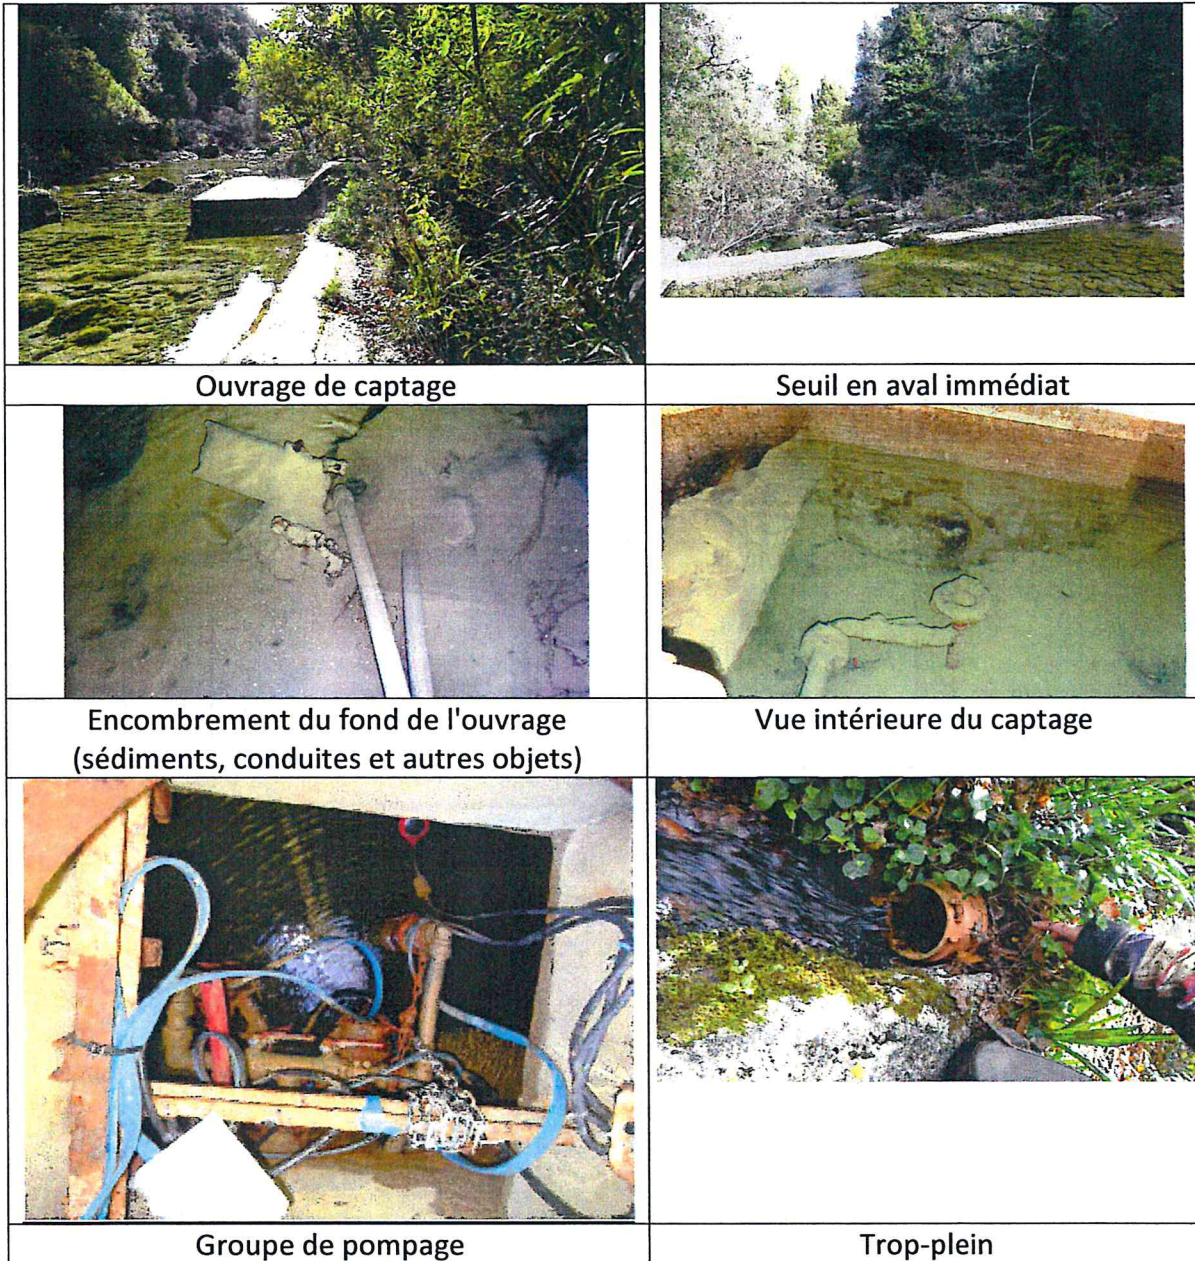 Ouvrage de captage
Seuil en aval immédiat
Encombrement du fond de l'ouvrage
(sédiments, conduites et autres objets)
Vue intérieure du captage
Groupe de pompage
Trop-plein